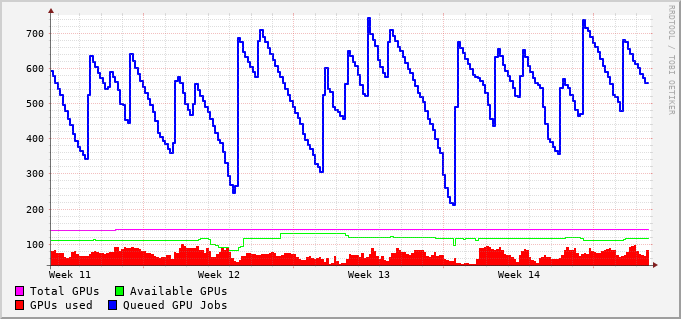 700
600
500
400
300
200
100
Week 11 Week 12 Week 13 Week 14
Total GPUs Available GPUs
GPUs used Queued GPU Jobs
RRDTOOL / TOBI OETIKER